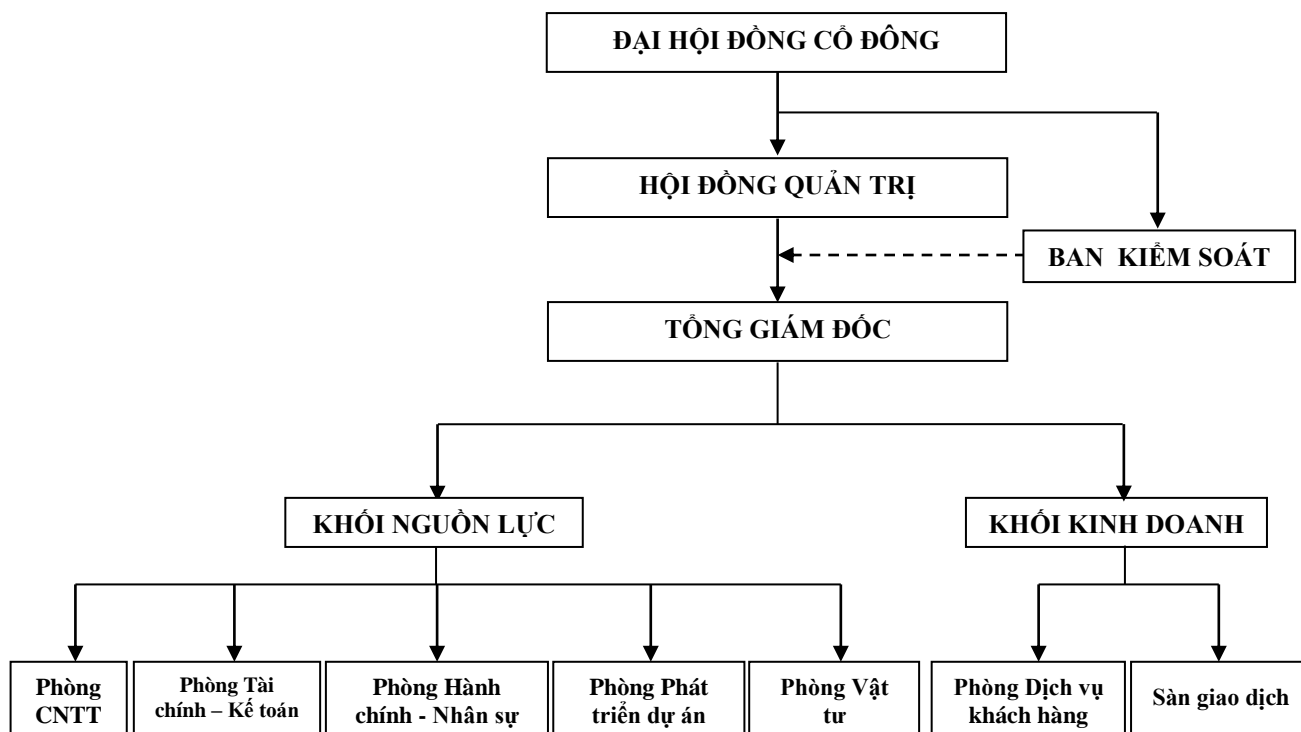 ĐẠI HỘI ĐỒNG CỔ ĐÔNG
HỘI ĐỒNG QUẢN TRỊ
BAN KIỂM SOÁT
TỔNG GIÁM ĐỐC
KHỐI NGUỒN LỰC
KHỐI KINH DOANH
Phòng
CNTT
Phòng Tài
chính – Kế toán
Phòng Hành
chính - Nhân sự
Phòng Phát
triển dự án
Phòng Vật
tư
Phòng Dịch vụ
khách hàng
Sàn giao dịch